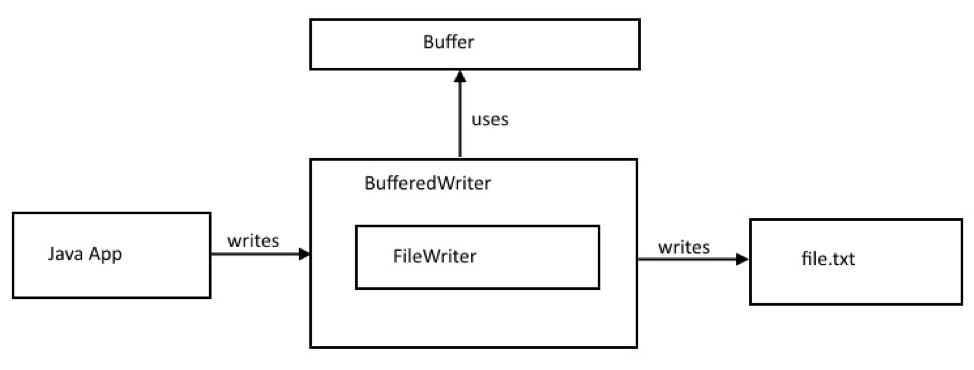 Buffer
uses
BufferedWriter
Java App
writes
FileWriter
writes
file.txt